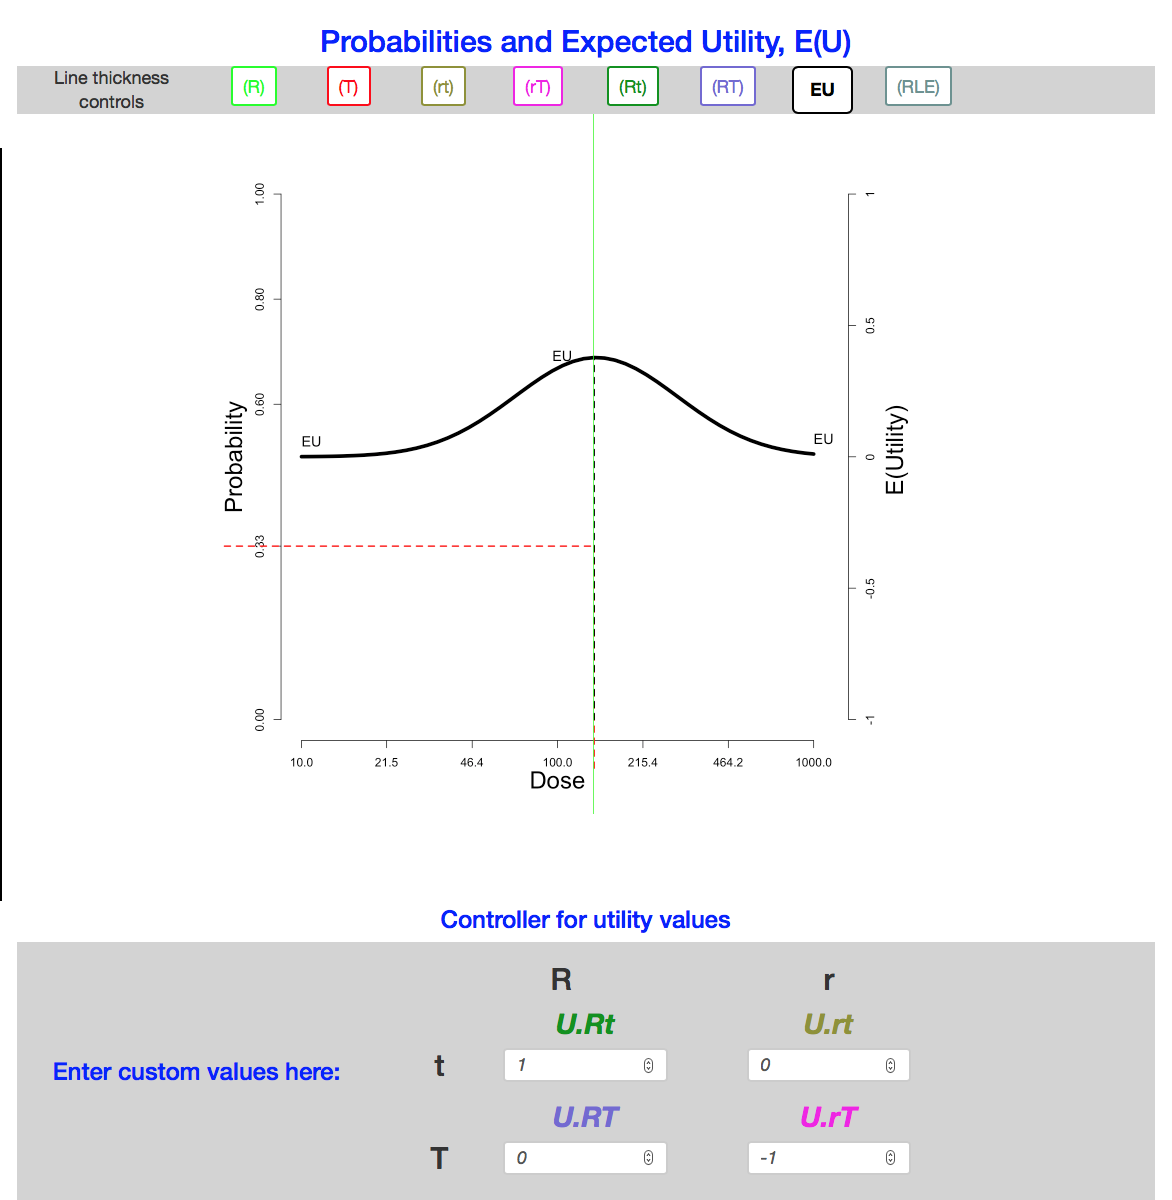 Probabilities and Expected Utility, E(U)
Line thickness controls
(R) (T) (rt) (rT) (Rt) (RT) EU (RLE)
1.00
0.80
0.60
0.33
0.00
Probability
EU
EU
EU
1
0.5
0
-0.5
-1
E(Utility)
10.0 21.5 46.4 100.0 215.4 464.2 1000.0
Dose
Controller for utility values
R r
U.Rt U.rt
Enter custom values here:
t 1 0
U.RT U.rT
T 0 -1